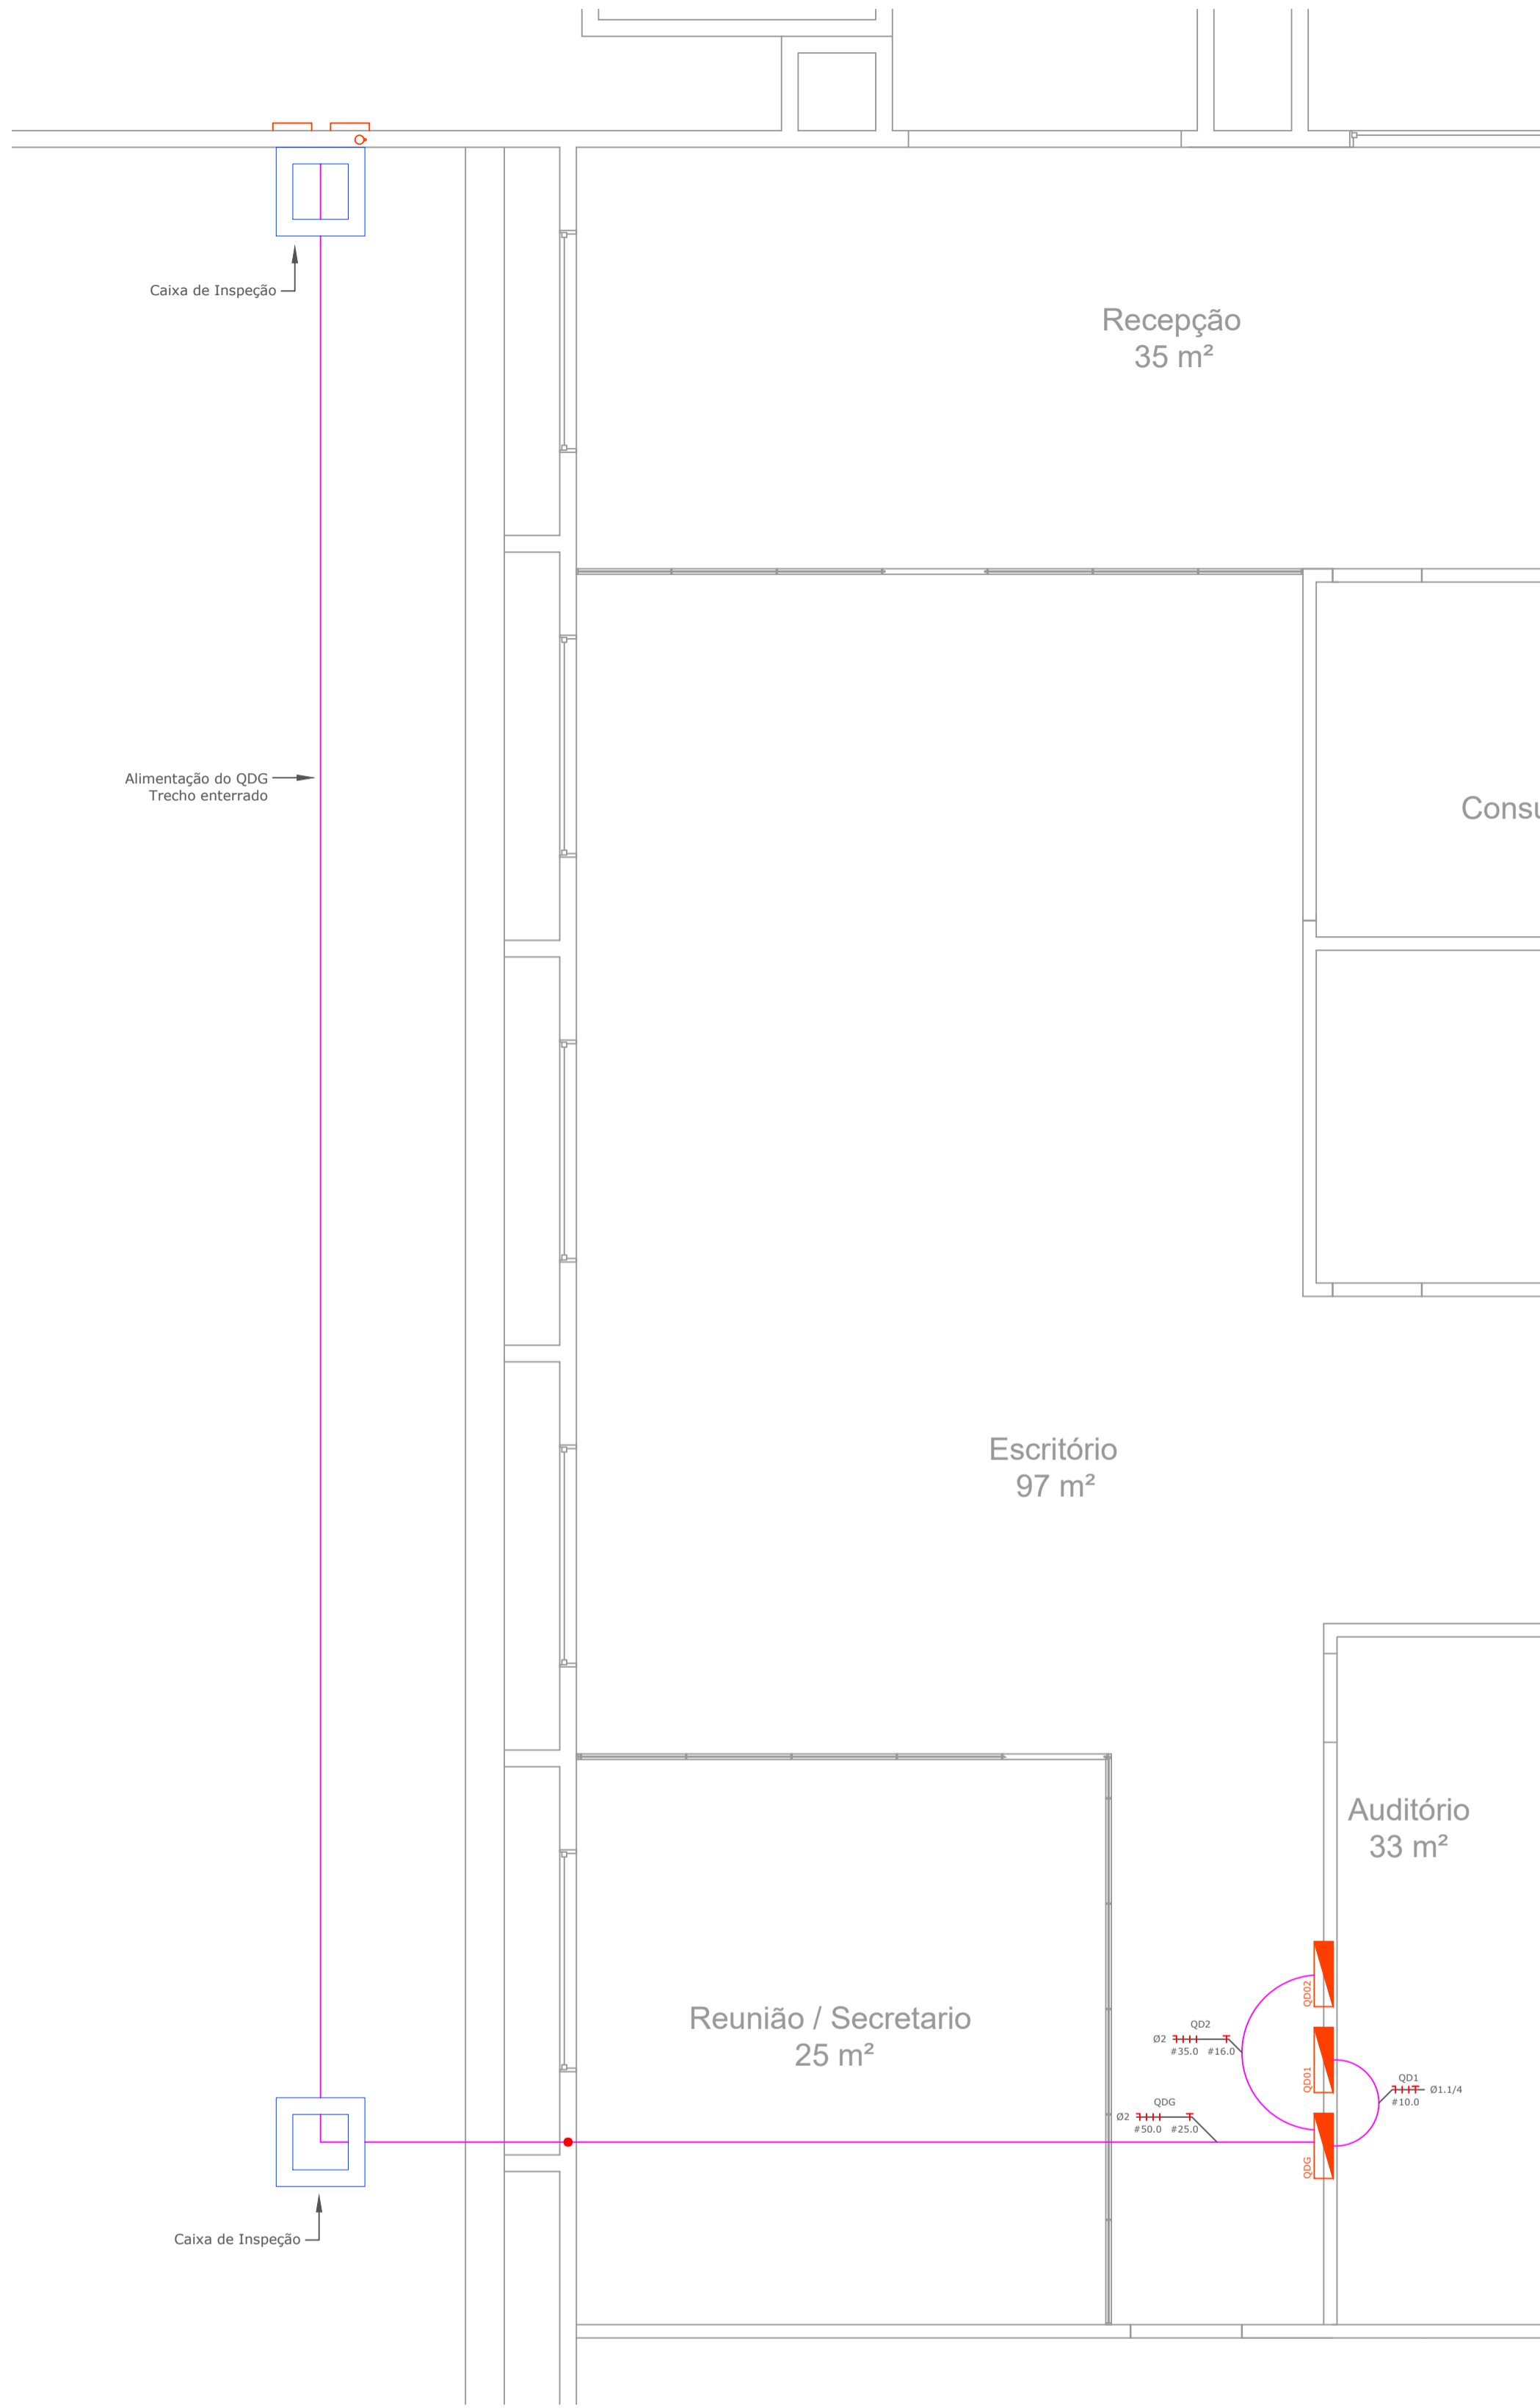 Caixa de Inspeção
Recepção
35 m²
Alimentação do QDG
Trecho enterrado
Consu
Escritório
97 m²
Auditório
33 m²
Reunião / Secretario
25 m²
QD02
QD2
Ø2
#35.0 #16.0
QD01
QD1
Ø1.1/4
#10.0
QDG
Ø2
#50.0 #25.0
QDG
Caixa de Inspeção